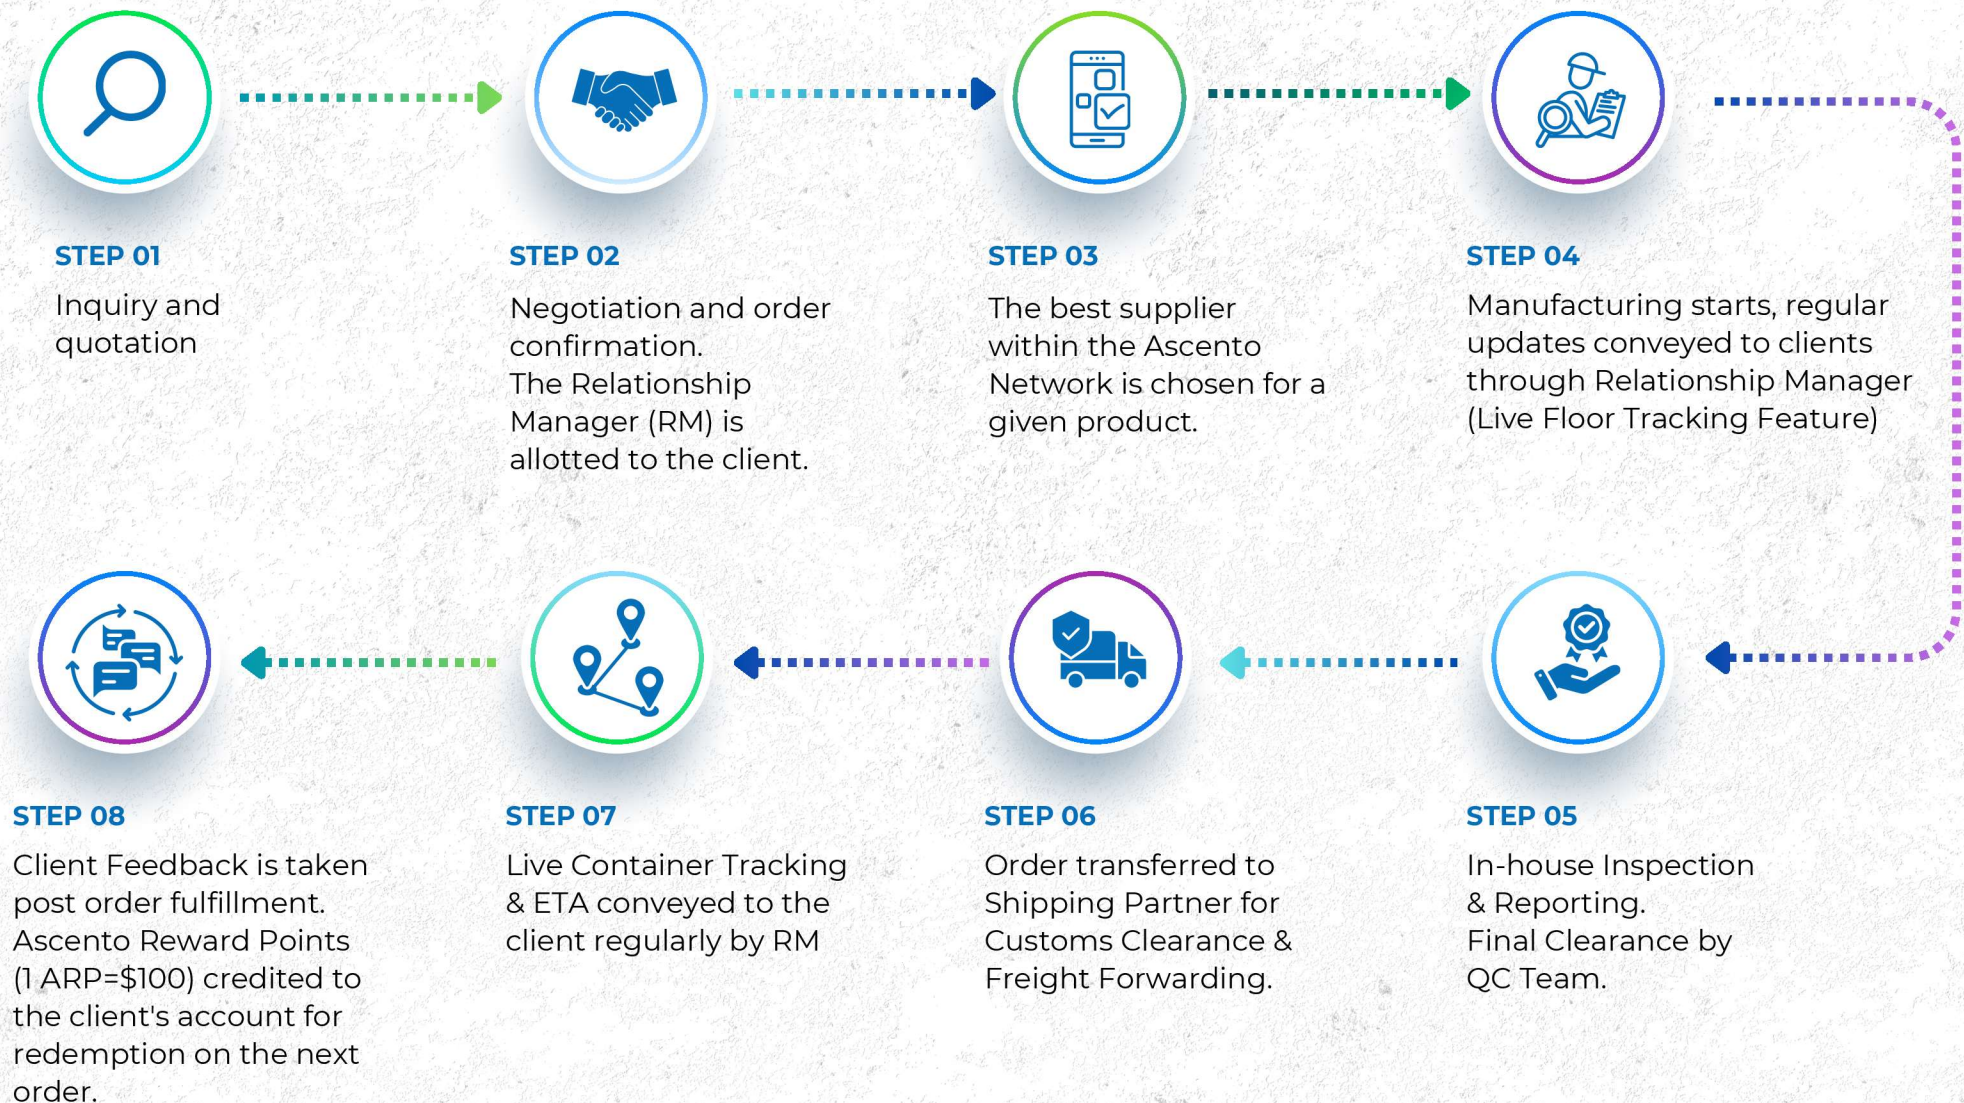 STEP 01
Inquiry and
quotation
STEP 02
Negotiation and order
confirmation.
The Relationship
Manager (RM) is
allotted to the client.
STEP 03
The best supplier
within the Ascento
Network is chosen for a
given product.
STEP 04
Manufacturing starts, regular
updates conveyed to clients
through Relationship Manager
(Live Floor Tracking Feature)
STEP 05
In-house Inspection
& Reporting.
Final Clearance by
QC Team.
STEP 06
Order transferred to
Shipping Partner for
Customs Clearance &
Freight Forwarding.
STEP 07
Live Container Tracking
& ETA conveyed to the
client regularly by RM
STEP 08
Client Feedback is taken
post order fulfillment.
Ascento Reward Points
(1 ARP=$100) credited to
the client's account for
redemption on the next
order.